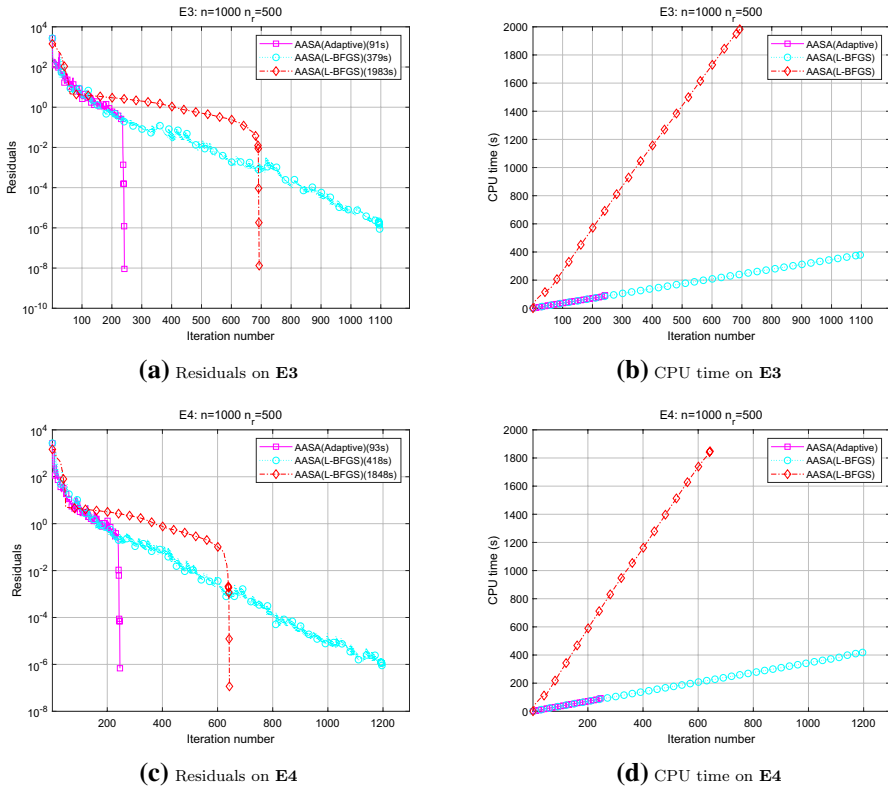 E3: n=1000 n_r=500
10^4
10^2
10^0
10^-2
10^-4
10^-6
10^-8
10^-10
Residuals
100 200 300 400 500 600 700 800 900 1000 1100
Iteration number
AASA(Adaptive)(91s)
AASA(L-BFGS)(379s)
AASA(L-BFGS)(1983s)
(a) Residuals on E3
E3: n=1000 n_r=500
2000
1800
1600
1400
1200
1000
800
600
400
200
0
CPU time (s)
100 200 300 400 500 600 700 800 900 1000 1100
Iteration number
AASA(Adaptive)
AASA(L-BFGS)
AASA(L-BFGS)
(b) CPU time on E3
E4: n=1000 n_r=500
10^4
10^2
10^0
10^-2
10^-4
10^-6
10^-8
Residuals
200 400 600 800 1000 1200
Iteration number
AASA(Adaptive)(93s)
AASA(L-BFGS)(418s)
AASA(L-BFGS)(1848s)
(c) Residuals on E4
E4: n=1000 n_r=500
2000
1800
1600
1400
1200
1000
800
600
400
200
0
CPU time (s)
200 400 600 800 1000 1200
Iteration number
AASA(Adaptive)
AASA(L-BFGS)
AASA(L-BFGS)
(d) CPU time on E4